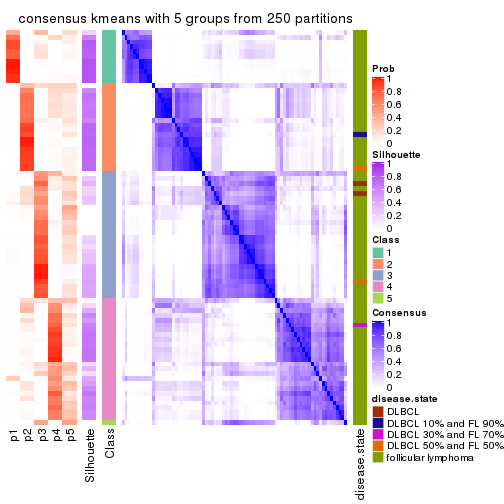 consensus kmeans with 5 groups from 250 partitions
p1
p2
p3
p4
p5
Silhouette
Class
disease.state
Prob
1
0.8
0.6
0.4
0.2
0
Silhouette
1
0.8
0.6
0.4
0.2
0
Class
1
2
3
4
5
Consensus
1
0.8
0.6
0.4
0.2
0
disease.state
DLBCL
DLBCL 10% and FL 90%
DLBCL 30% and FL 70%
DLBCL 50% and FL 50%
follicular lymphoma